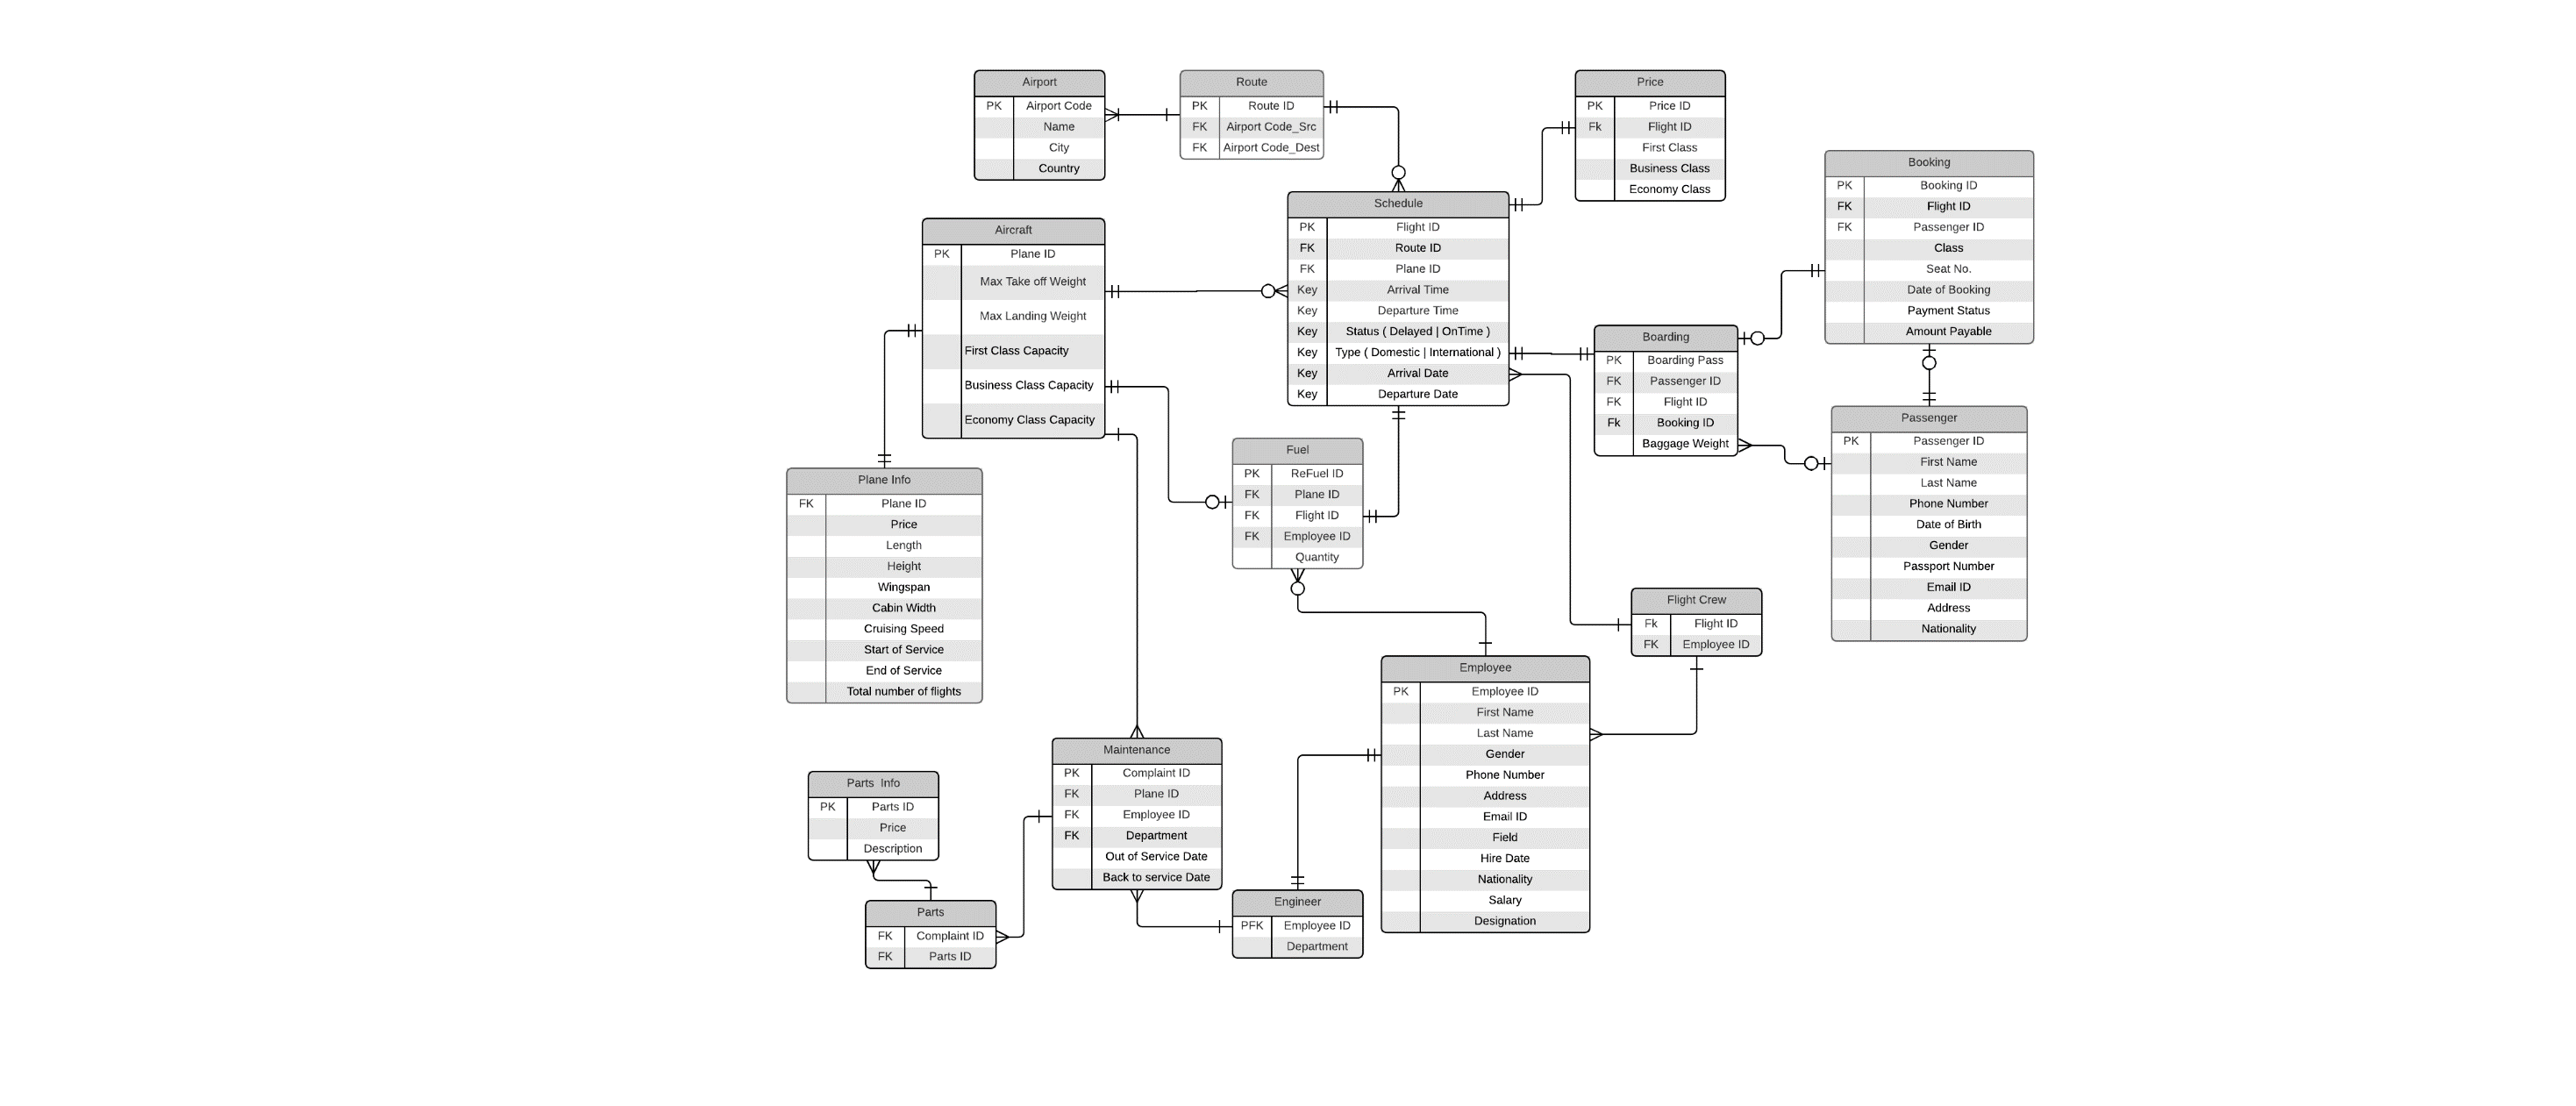 Airport
PK Airport Code
Name
City
Country
Route
PK Route ID
FK Airport Code_Src
FK Airport Code_Dest
Price
PK Price ID
Fk Flight ID
First Class
Business Class
Economy Class
Booking
PK Booking ID
FK Flight ID
FK Passenger ID
Class
Seat No.
Date of Booking
Payment Status
Amount Payable
Schedule
PK Flight ID
FK Route ID
FK Plane ID
Key Arrival Time
Key Departure Time
Key Status ( Delayed | OnTime )
Key Type ( Domestic | International )
Key Arrival Date
Key Departure Date
Aircraft
PK Plane ID
Max Take off Weight
Max Landing Weight
First Class Capacity
Business Class Capacity
Economy Class Capacity
Boarding
PK Boarding Pass
FK Passenger ID
FK Flight ID
Fk Booking ID
Baggage Weight
Passenger
PK Passenger ID
First Name
Last Name
Phone Number
Date of Birth
Gender
Passport Number
Email ID
Address
Nationality
Fuel
PK ReFuel ID
FK Plane ID
FK Flight ID
FK Employee ID
Quantity
Plane Info
FK Plane ID
Price
Length
Height
Wingspan
Cabin Width
Cruising Speed
Start of Service
End of Service
Total number of flights
Flight Crew
Fk Flight ID
FK Employee ID
Employee
PK Employee ID
First Name
Last Name
Gender
Phone Number
Address
Email ID
Field
Hire Date
Nationality
Salary
Designation
Maintenance
PK Complaint ID
FK Plane ID
FK Employee ID
FK Department
Out of Service Date
Back to service Date
Parts Info
PK Parts ID
Price
Description
Parts
FK Complaint ID
FK Parts ID
Engineer
PFK Employee ID
Department